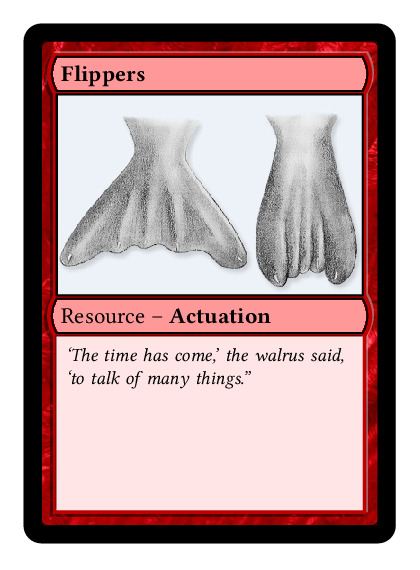 Flippers
Resource – Actuation
‘The time has come,’ the walrus said,
‘to talk of many things.”